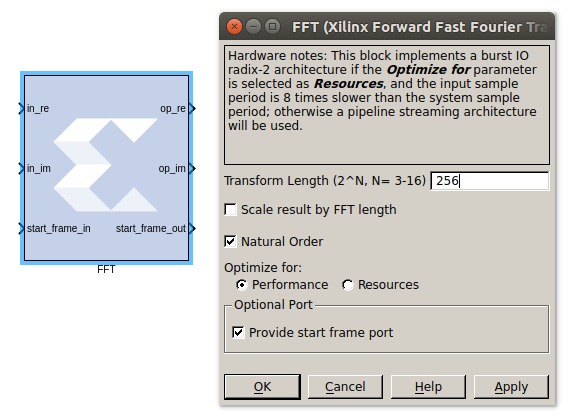 in_re
op_re
in_im
op_im
start_frame_in
start_frame_out
FFT
FFT (Xilinx Forward Fast Fourier Tra
Hardware notes: This block implements a burst IO
radix-2 architecture if the Optimize for parameter
is selected as Resources, and the input sample
period is 8 times slower than the system sample
period; otherwise a pipeline streaming architecture
will be used.
Transform Length (2^N, N= 3-16) 256
Scale result by FFT length
Natural Order
Optimize for:
Performance Resources
Optional Port
Provide start frame port
OK Cancel Help Apply